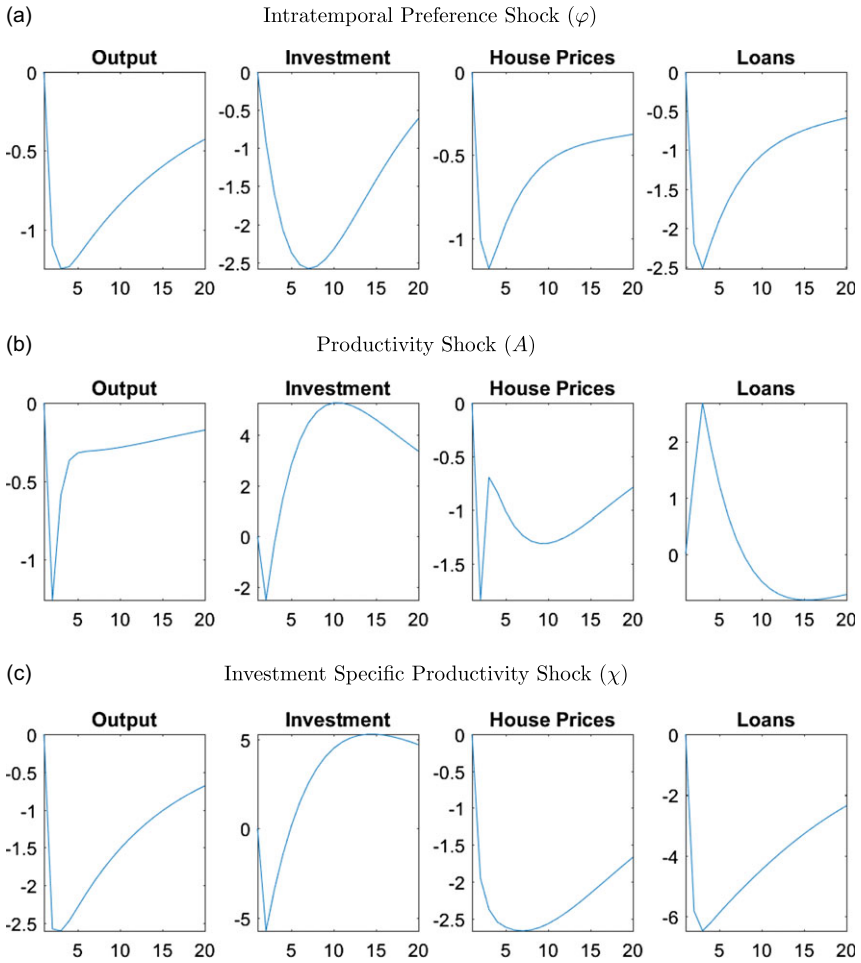 (a) Intratemporal Preference Shock (φ)
Output Investment House Prices Loans
0 0 0 0
-0.5 -0.5 -0.5 -0.5
-1 -1 -1 -1
-1.5 -1.5
-2 -2
-2.5 -2.5
5 10 15 20 5 10 15 20 5 10 15 20 5 10 15 20
(b) Productivity Shock (A)
Output Investment House Prices Loans
0 4 0 2
-0.5 2 -0.5 1
-1 0 -1 0
-2 -1.5
5 10 15 20 5 10 15 20 5 10 15 20 5 10 15 20
(c) Investment Specific Productivity Shock (χ)
Output Investment House Prices Loans
0 5 0 0
-0.5 0 -0.5 -2
-1 -5 -1 -4
-1.5 -1.5 -6
-2 -2
-2.5 -2.5
5 10 15 20 5 10 15 20 5 10 15 20 5 10 15 20